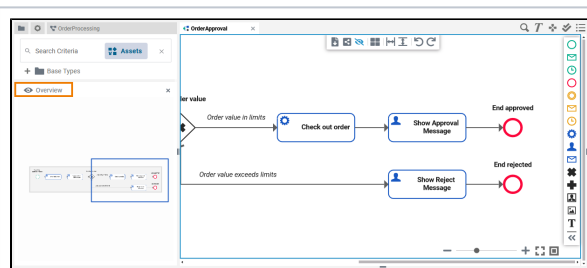 OrderProcessing
OrderApproval
Search Criteria
Assets
Base Types
Overview
der value
Order value in limits
Check out order
Show Approval
Message
End approved
Order value exceeds limits
Show Reject
Message
End rejected